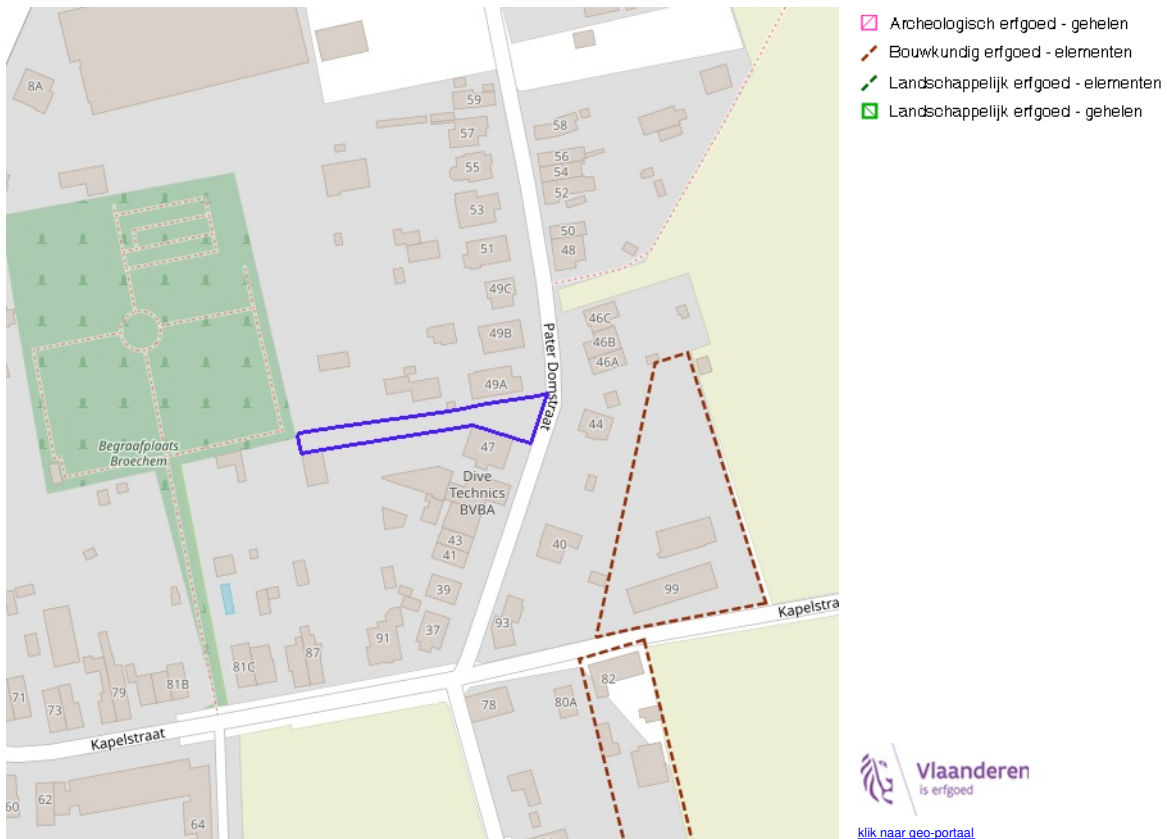 Archeologisch erfgoed - gehelen
Bouwkundig erfgoed - elementen
Landschappelijk erfgoed - elementen
Landschappelijk erfgoed - gehelen
8A
59
57
58
55
56
54
52
53
50
51
48
49C
46C
49B
46B
46A
Pater Domstraat
49A
44
47
Begraafplaats
Broechem
Dive
Technics
BVBA
43
41
40
39
99
37
93
91
Kapelstra
81C
87
82
81B
79
71
73
78
80A
Kapelstraat
60
62
64
Vlaanderen
is erfgoed
klik naar geo-portaal